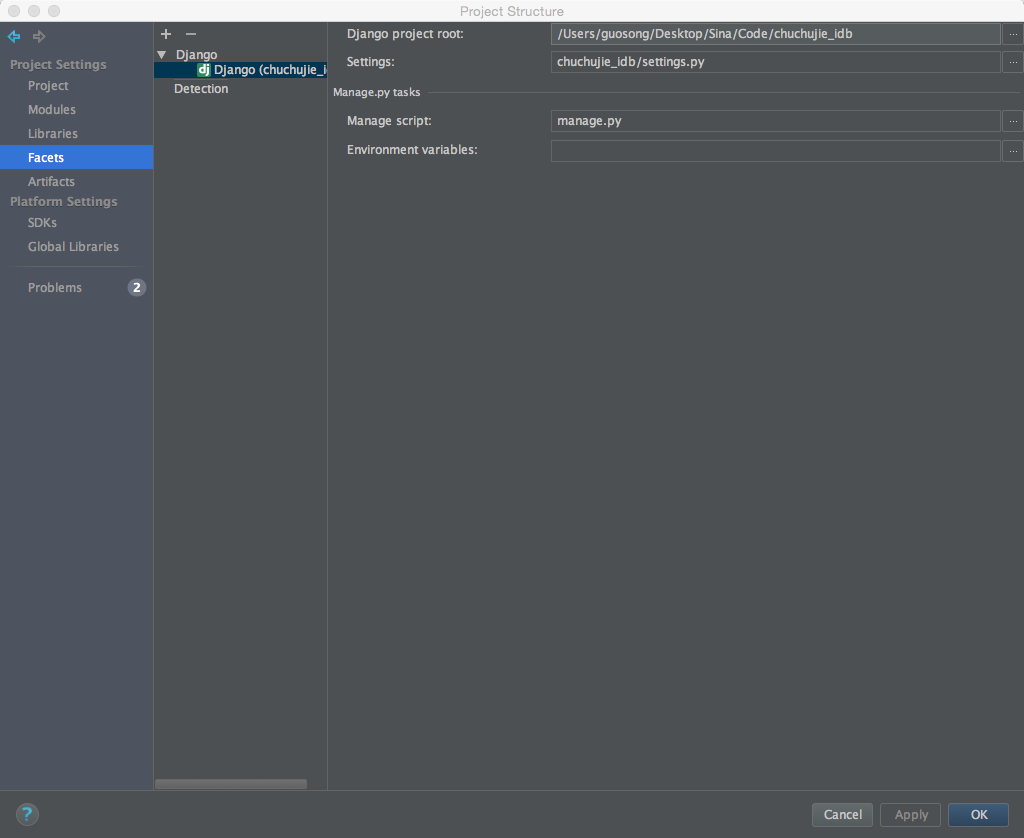 Project Structure
Project Settings
Project
Modules
Libraries
Facets
Artifacts
Platform Settings
SDKs
Global Libraries
Problems 2
+ −
Django
dj Django (chuchujie_i
Detection
Django project root: /Users/guosong/Desktop/Sina/Code/chuchujie_idb ...
Settings: chuchujie_idb/settings.py ...
Manage.py tasks
Manage script: manage.py ...
Environment variables: ...
? Cancel Apply OK